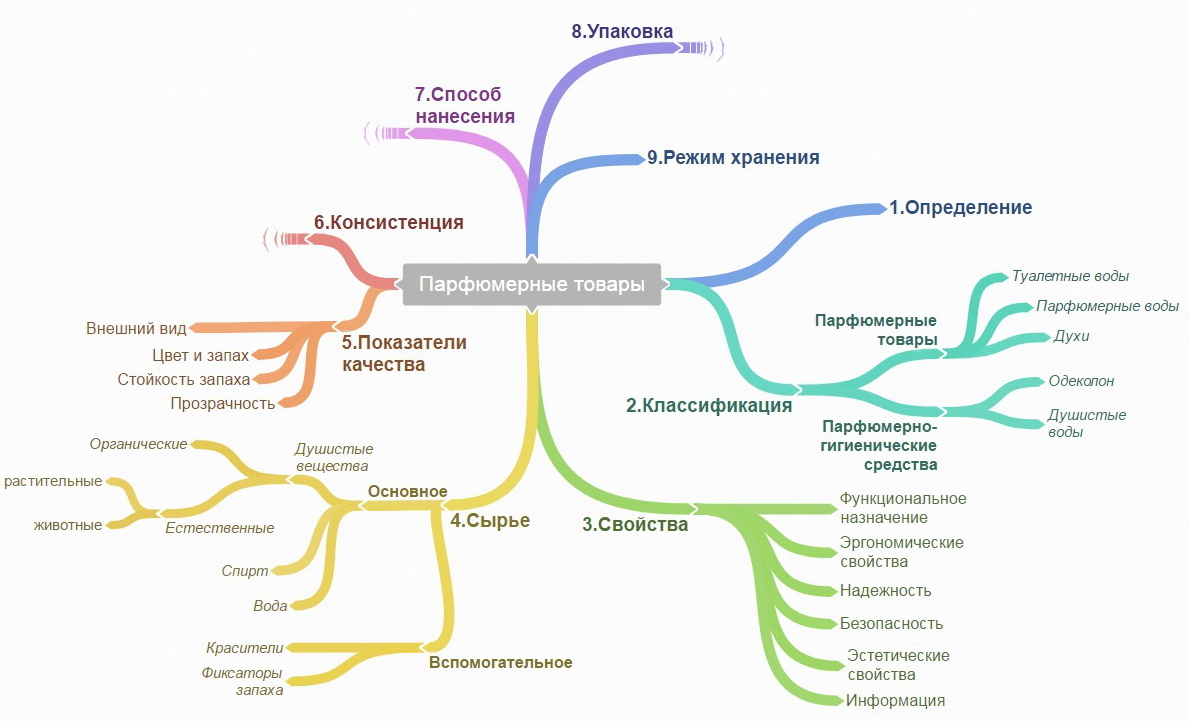 8.Упаковка
7.Способ
нанесения
9.Режим хранения
6.Консистенция
1.Определение
Парфюмерные товары
Туалетные воды
Парфюмерные воды
Парфюмерные
товары
Духи
Внешний вид
Цвет и запах
Стойкость запаха
Прозрачность
5.Показатели
качества
2.Классификация
Одеколон
Душистые
воды
Парфюмерно-
гигиенические
средства
Органические
Душистые
вещества
растительные
животные
Естественные
Основное
4.Сырье
Спирт
Вода
Красители
Фиксаторы
запаха
Вспомогательное
3.Свойства
Функциональное
назначение
Эргономические
свойства
Надежность
Безопасность
Эстетические
свойства
Информация